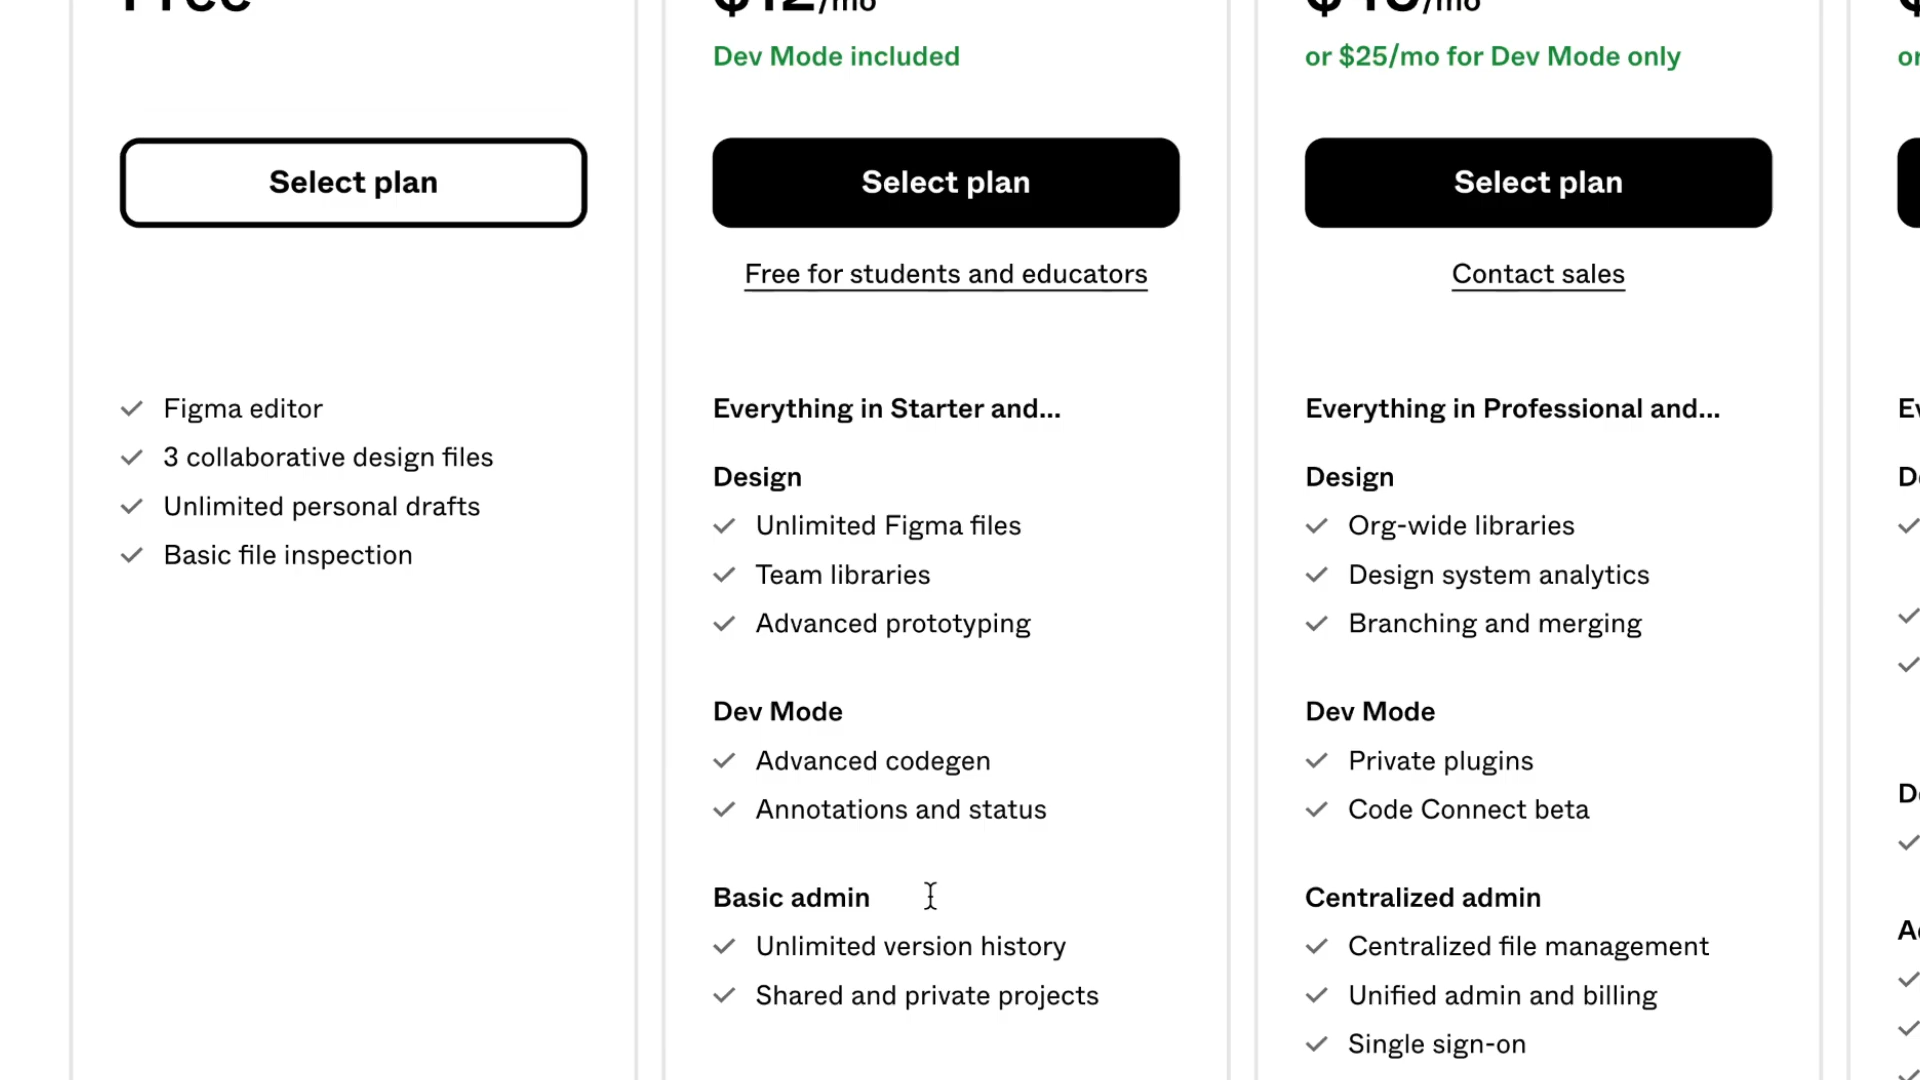 Free
$12/mo
/mo
Dev Mode included
or $25/mo for Dev Mode only
or
Select plan
Select plan
Select plan
Free for students and educators
Contact sales
Figma editor
3 collaborative design files
Unlimited personal drafts
Basic file inspection
Everything in Starter and...
Design
Unlimited Figma files
Team libraries
Advanced prototyping
Dev Mode
Advanced codegen
Annotations and status
Basic admin
Unlimited version history
Shared and private projects
Everything in Professional and...
Design
Org-wide libraries
Design system analytics
Branching and merging
Dev Mode
Private plugins
Code Connect beta
Centralized admin
Centralized file management
Unified admin and billing
Single sign-on